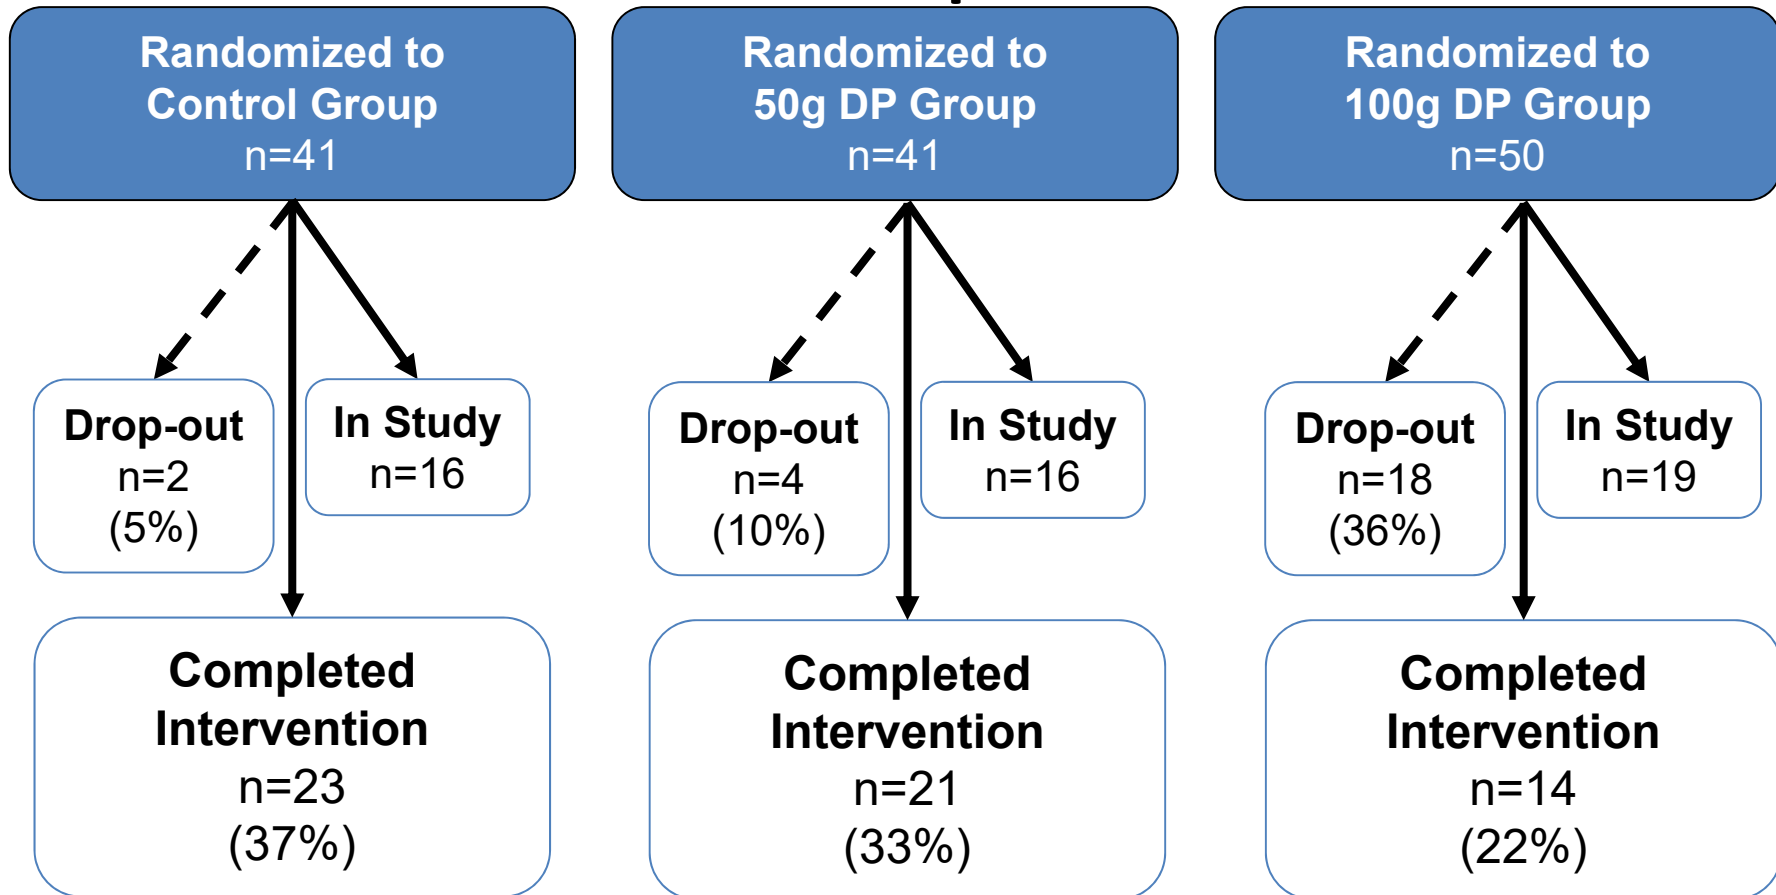 Randomized to
Control Group
n=41
Randomized to
50g DP Group
n=41
Randomized to
100g DP Group
n=50
Drop-out
n=2
(5%)
In Study
n=16
Drop-out
n=4
(10%)
In Study
n=16
Drop-out
n=18
(36%)
In Study
n=19
Completed
Intervention
n=23
(37%)
Completed
Intervention
n=21
(33%)
Completed
Intervention
n=14
(22%)